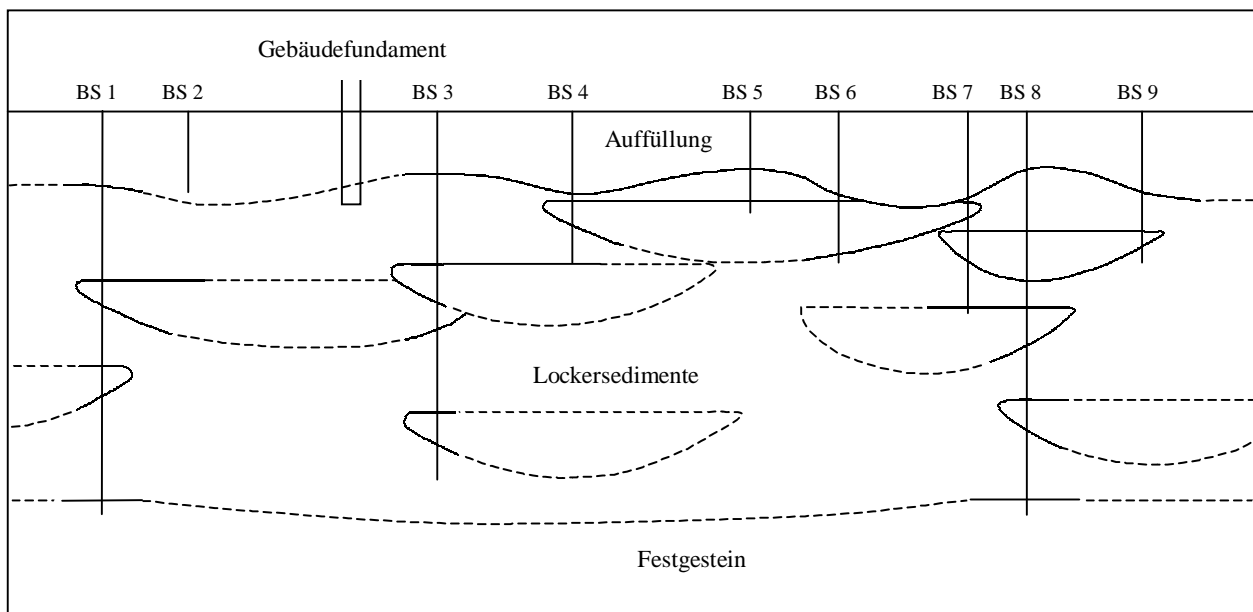 Gebäudefundament
BS 1 BS 2 BS 3 BS 4 BS 5 BS 6 BS 7 BS 8 BS 9
Auffüllung
Lockersedimente
Festgestein